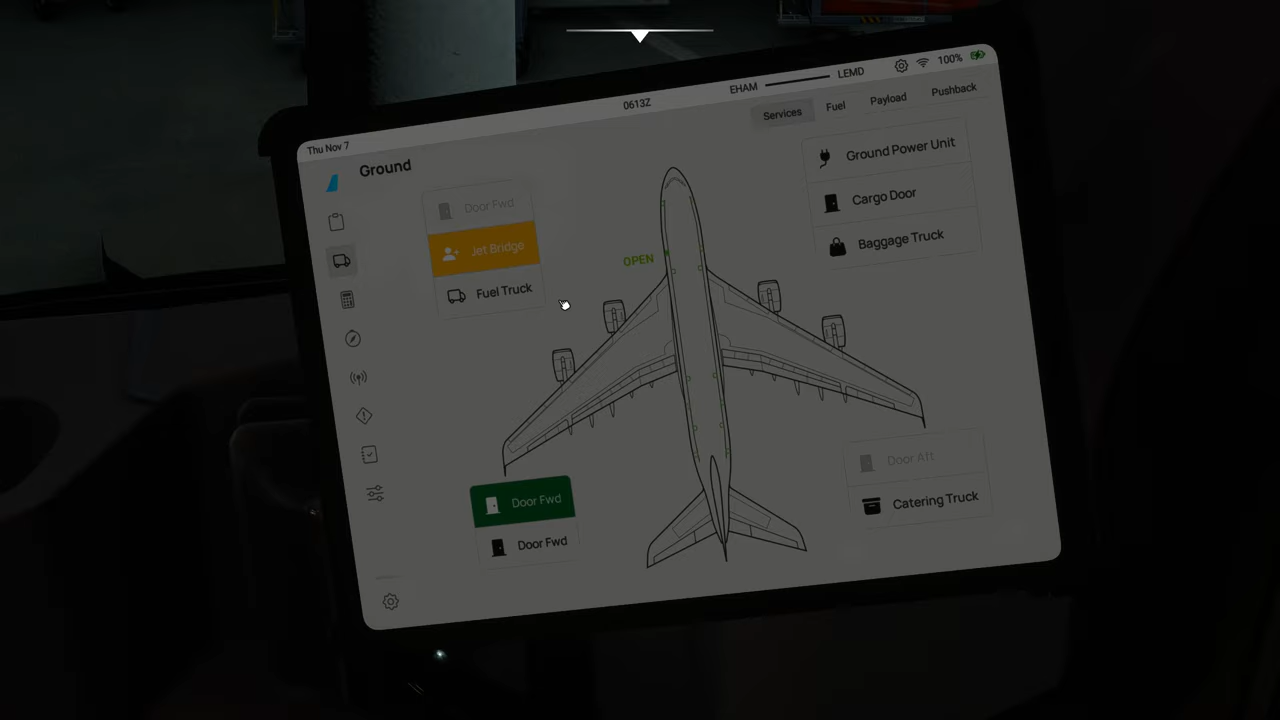 Thu Nov 7
0613Z
EHAM
LEMD
100%
Ground
Services
Fuel
Payload
Pushback
Door Fwd
Jet Bridge
Fuel Truck
OPEN
Ground Power Unit
Cargo Door
Baggage Truck
Door Fwd
Door Fwd
Door Aft
Catering Truck